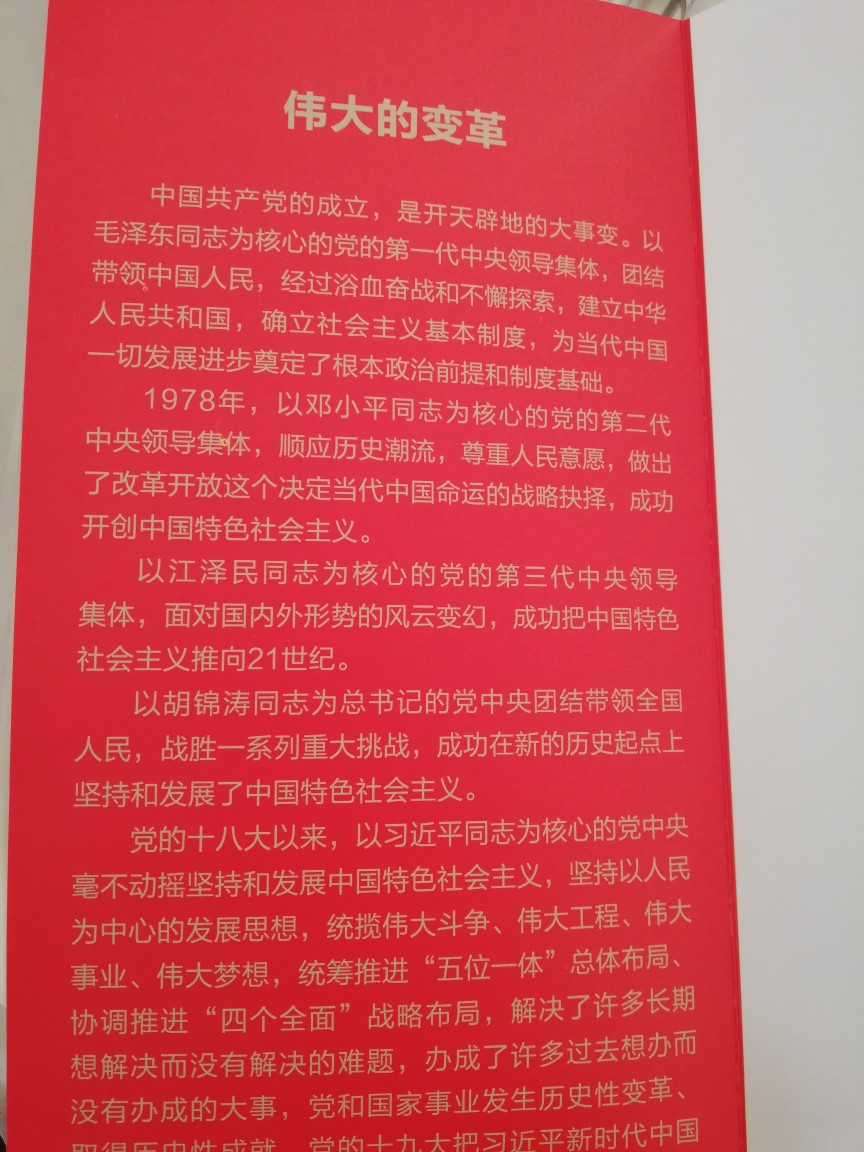 伟大的变革
中国共产党的成立，是开天辟地的大事变。以
毛泽东同志为核心的党的第一代中央领导集体，团结
带领中国人民，经过浴血奋战和不懈探索，建立中华
人民共和国，确立社会主义基本制度，为当代中国
一切发展进步奠定了根本政治前提和制度基础。
1978年，以邓小平同志为核心的党的第二代
中央领导集体，顺应历史潮流，尊重人民意愿，做出
了改革开放这个决定当代中国命运的战略抉择，成功
开创中国特色社会主义。
以江泽民同志为核心的党的第三代中央领导
集体，面对国内外形势的风云变幻，成功把中国特色
社会主义推向21世纪。
以胡锦涛同志为总书记的党中央团结带领全国
人民，战胜一系列重大挑战，成功在新的历史起点上
坚持和发展了中国特色社会主义。
党的十八大以来，以习近平同志为核心的党中央
毫不动摇坚持和发展中国特色社会主义，坚持以人民
为中心的发展思想，统揽伟大斗争、伟大工程、伟大
事业、伟大梦想，统筹推进“五位一体”总体布局、
协调推进“四个全面”战略布局，解决了许多长期
想解决而没有解决的难题，办成了许多过去想办而
没有办成的大事，党和国家事业发生历史性变革、
取得历史性成就。党的十九大把习近平新时代中国